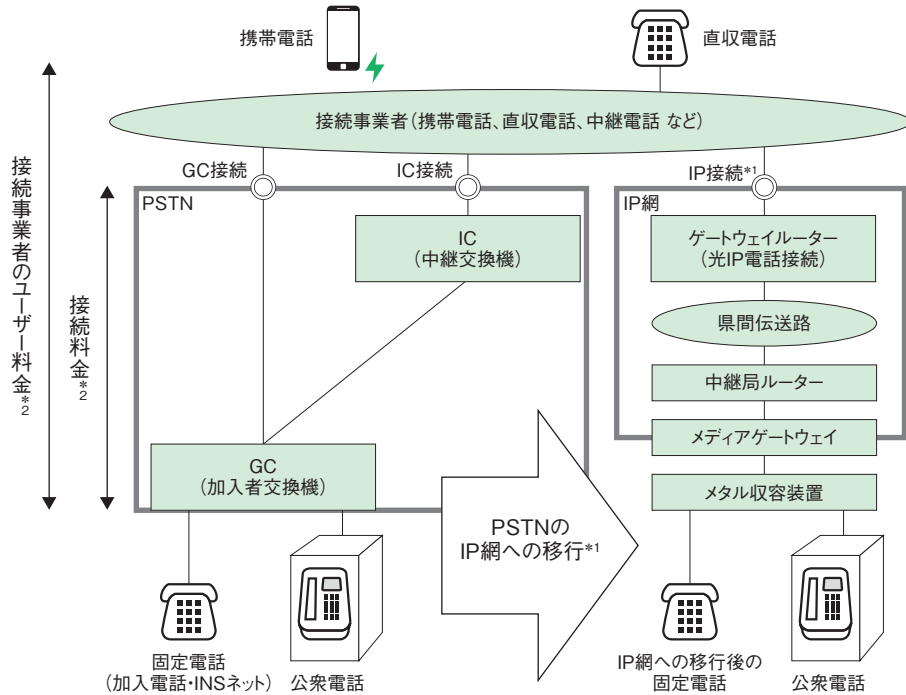 携帯電話
直収電話
接続事業者（携帯電話、直収電話、中継電話 など）
GC接続
IC接続
IP接続*1
接続事業者のユーザー料金*2
接続料金*2
PSTN
IC
（中継交換機）
GC
（加入者交換機）
IP網
ゲートウェイルーター
（光IP電話接続）
県間伝送路
中継局ルーター
メディアゲートウェイ
メタル収容装置
PSTNの
IP網への移行*1
固定電話
（加入電話・INSネット）
公衆電話
IP網への移行後の
固定電話
公衆電話